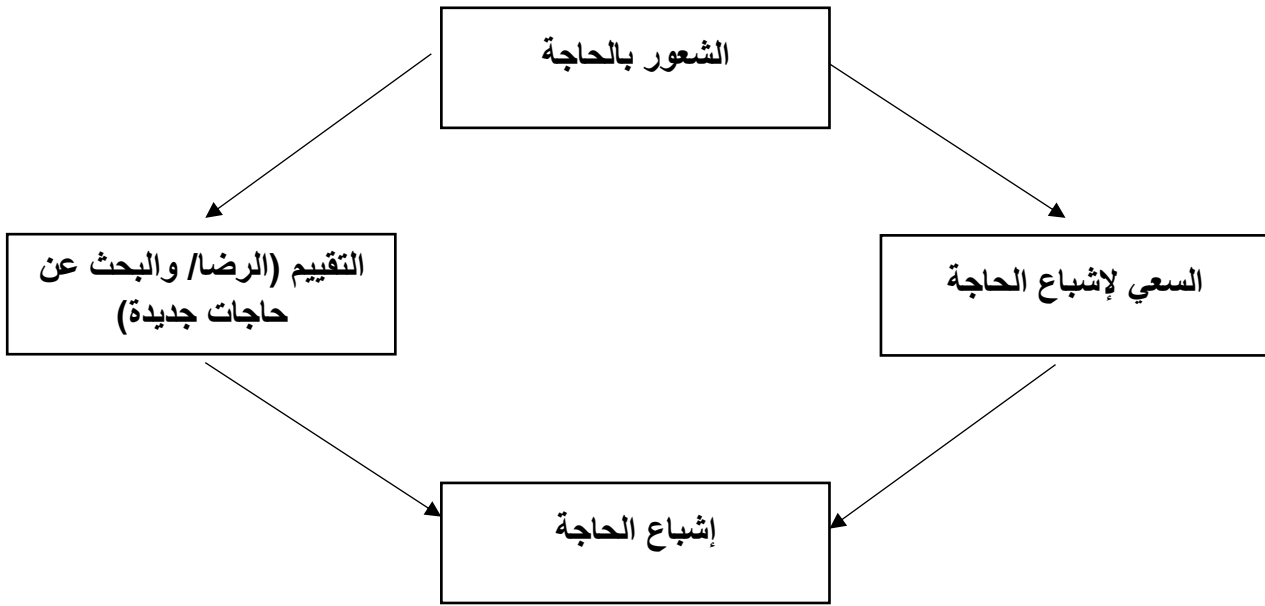 الشعور بالحاجة
السعي لإشباع الحاجة
التقييم (الرضا/ والبحث عن
حاجات جديدة)
إشباع الحاجة